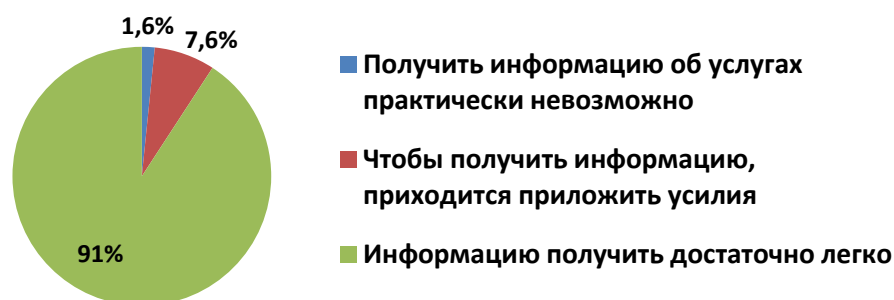 1,6%
7,6%
91%
Получить информацию об услугах
практически невозможно
Чтобы получить информацию,
приходится приложить усилия
Информацию получить достаточно легко